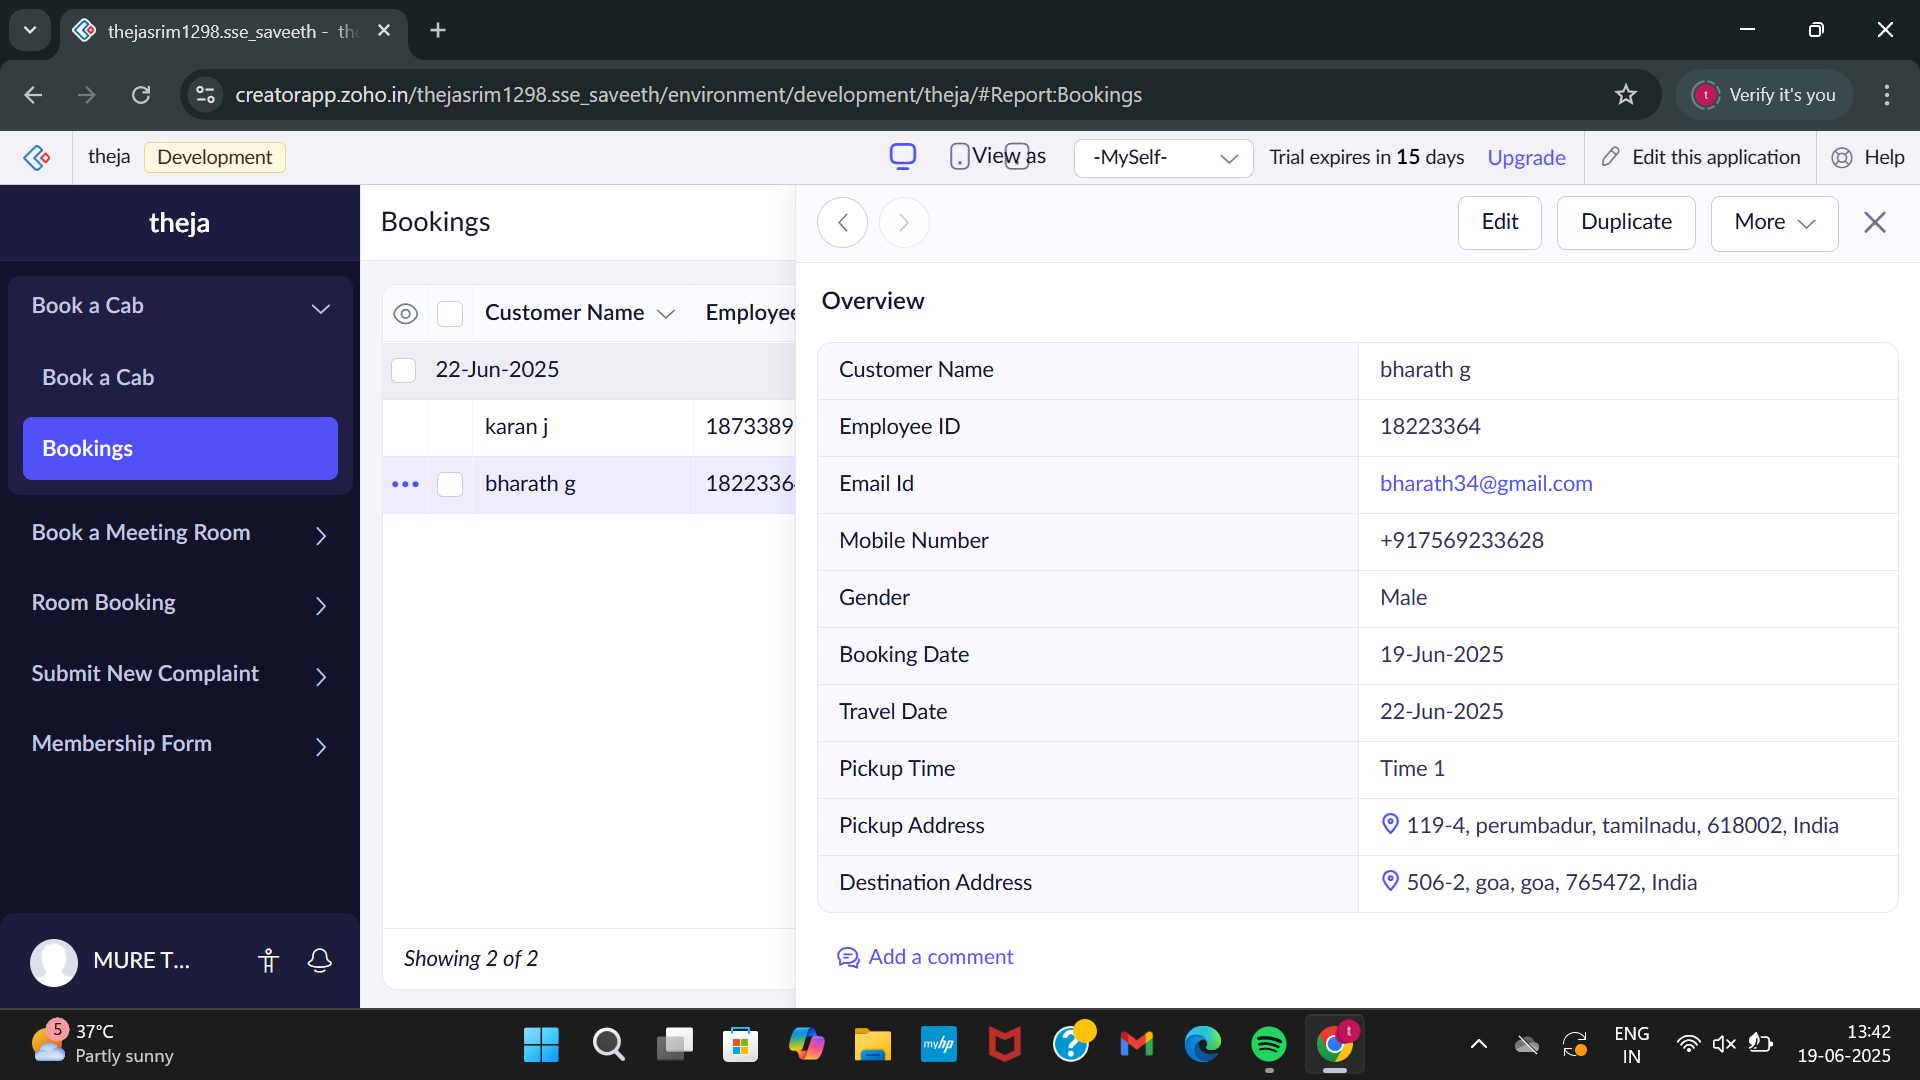 thejasrim1298.sse_saveeth - th
creatorapp.zoho.in/thejasrim1298.sse_saveeth/environment/development/theja/#Report:Bookings
t
Verify it's you
theja
Development
View as
-MySelf-
Trial expires in 15 days
Upgrade
Edit this application
Help
theja
Book a Cab
Book a Cab
Bookings
Book a Meeting Room
Room Booking
Submit New Complaint
Membership Form
MURE T...
Bookings
Customer Name
Employee
22-Jun-2025
karan j
1873389
bharath g
1822336
Showing 2 of 2
Edit
Duplicate
More
Overview
Customer Name
bharath g
Employee ID
18223364
Email Id
bharath34@gmail.com
Mobile Number
+917569233628
Gender
Male
Booking Date
19-Jun-2025
Travel Date
22-Jun-2025
Pickup Time
Time 1
Pickup Address
119-4, perumbadur, tamilnadu, 618002, India
Destination Address
506-2, goa, goa, 765472, India
Add a comment
5
37°C
Partly sunny
myhp
t
ENG
IN
13:42
19-06-2025